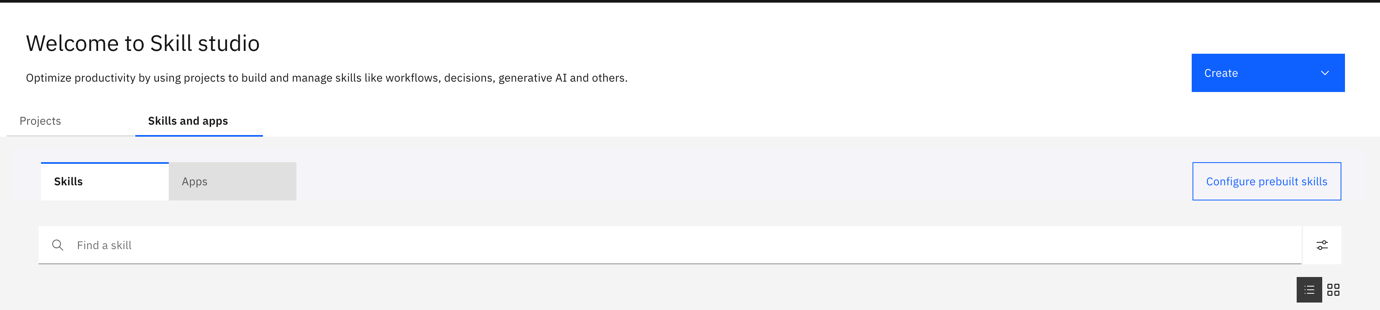 Welcome to Skill studio
Optimize productivity by using projects to build and manage skills like workflows, decisions, generative AI and others.
Create
Projects
Skills and apps
Skills
Apps
Configure prebuilt skills
Find a skill